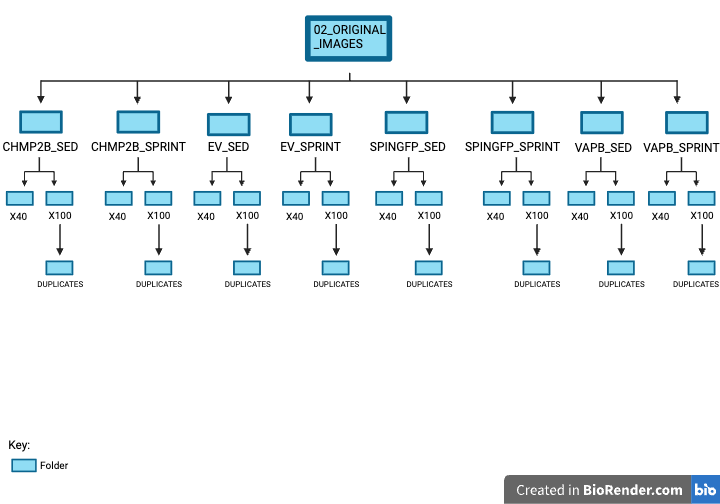 02_ORIGINAL
_IMAGES
CHMP2B_SED CHMP2B_SPRINT EV_SED EV_SPRINT SPINGFP_SED SPINGFP_SPRINT VAPB_SED VAPB_SPRINT
X40 X100 X40 X100 X40 X100 X40 X100 X40 X100 X40 X100 X40 X100 X40 X100
DUPLICATES DUPLICATES DUPLICATES DUPLICATES DUPLICATES DUPLICATES DUPLICATES DUPLICATES
Key:
Folder
Created in BioRender.com bio